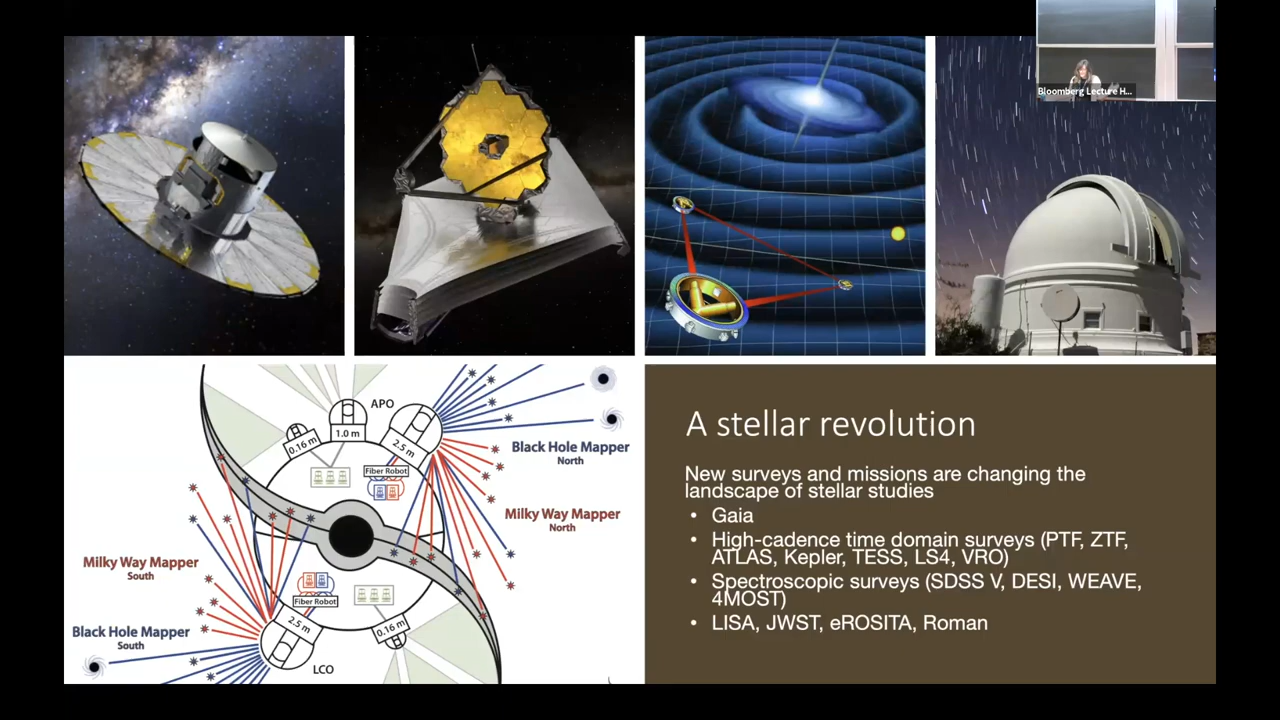 Bloomberg Lecture H...
APO
0.16 m
1.0 m
2.5 m
Fiber Robot
Black Hole Mapper
North
Milky Way Mapper
North
Milky Way Mapper
South
Black Hole Mapper
South
Fiber Robot
2.5 m
0.16 m
LCO
A stellar revolution
New surveys and missions are changing the
landscape of stellar studies
• Gaia
• High-cadence time domain surveys (PTF, ZTF,
ATLAS, Kepler, TESS, LS4, VRO)
• Spectroscopic surveys (SDSS V, DESI, WEAVE,
4MOST)
• LISA, JWST, eROSITA, Roman